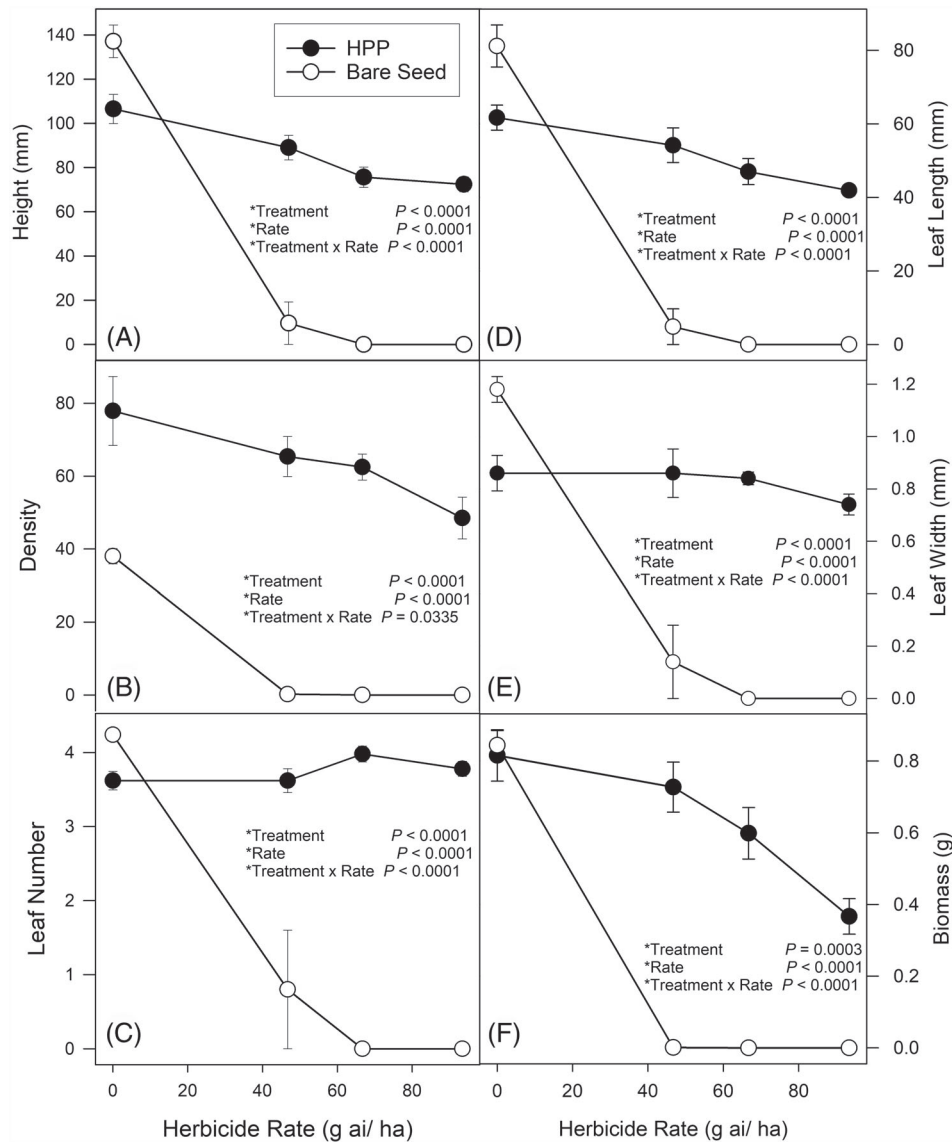 HPP
Bare Seed
Height (mm)
140
120
100
80
60
40
20
0
*Treatment P < 0.0001
*Rate P < 0.0001
*Treatment x Rate P < 0.0001
(A)
Leaf Length (mm)
80
60
40
20
0
*Treatment P < 0.0001
*Rate P < 0.0001
*Treatment x Rate P < 0.0001
(D)
Density
80
60
40
20
0
*Treatment P < 0.0001
*Rate P < 0.0001
*Treatment x Rate P = 0.0335
(B)
Leaf Width (mm)
1.2
1.0
0.8
0.6
0.4
0.2
0.0
*Treatment P < 0.0001
*Rate P < 0.0001
*Treatment x Rate P < 0.0001
(E)
Leaf Number
4
3
2
1
0
*Treatment P < 0.0001
*Rate P < 0.0001
*Treatment x Rate P < 0.0001
(C)
Biomass (g)
0.8
0.6
0.4
0.2
0.0
*Treatment P = 0.0003
*Rate P < 0.0001
*Treatment x Rate P < 0.0001
(F)
0 20 40 60 80
0 20 40 60 80
Herbicide Rate (g ai/ ha)
Herbicide Rate (g ai/ ha)